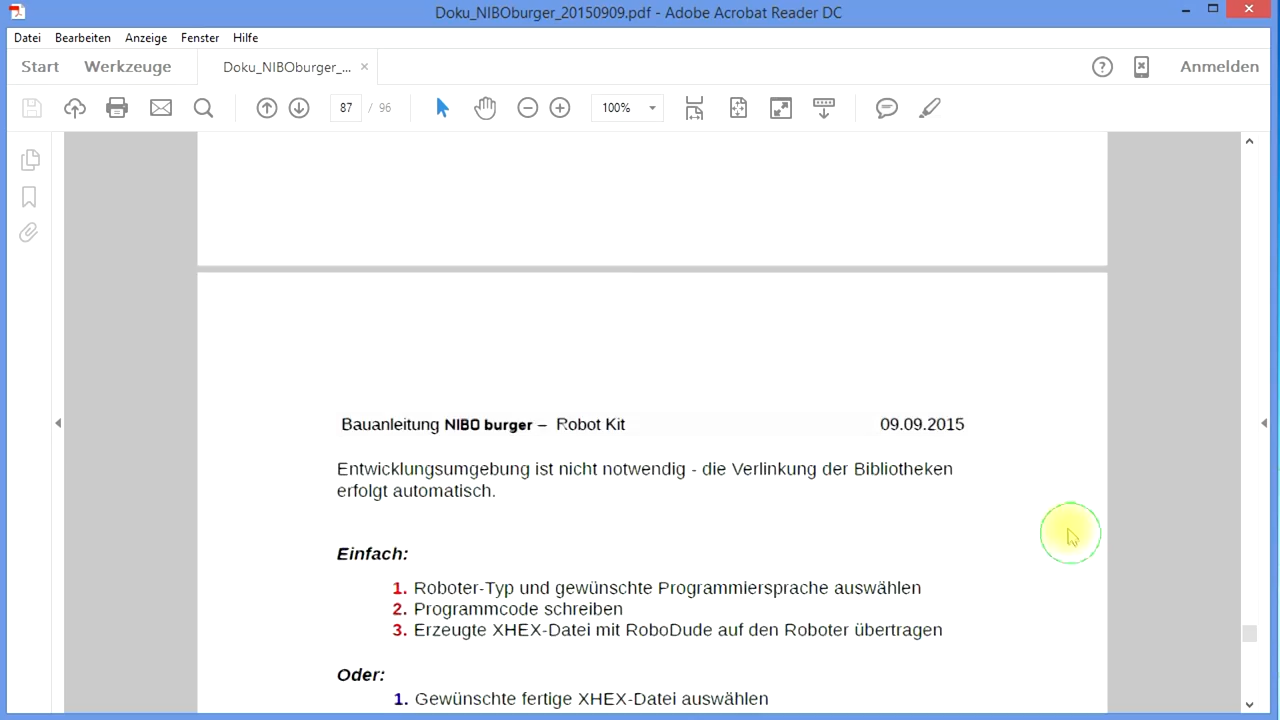 Doku_NIBOburger_20150909.pdf - Adobe Acrobat Reader DC
Datei Bearbeiten Anzeige Fenster Hilfe
Start Werkzeuge Doku_NIBOburger_... × Anmelden
87 / 96 100%
Bauanleitung NIBO burger – Robot Kit 09.09.2015
Entwicklungsumgebung ist nicht notwendig - die Verlinkung der Bibliotheken
erfolgt automatisch.
Einfach:
1. Roboter-Typ und gewünschte Programmiersprache auswählen
2. Programmcode schreiben
3. Erzeugte XHEX-Datei mit RoboDude auf den Roboter übertragen
Oder:
1. Gewünschte fertige XHEX-Datei auswählen